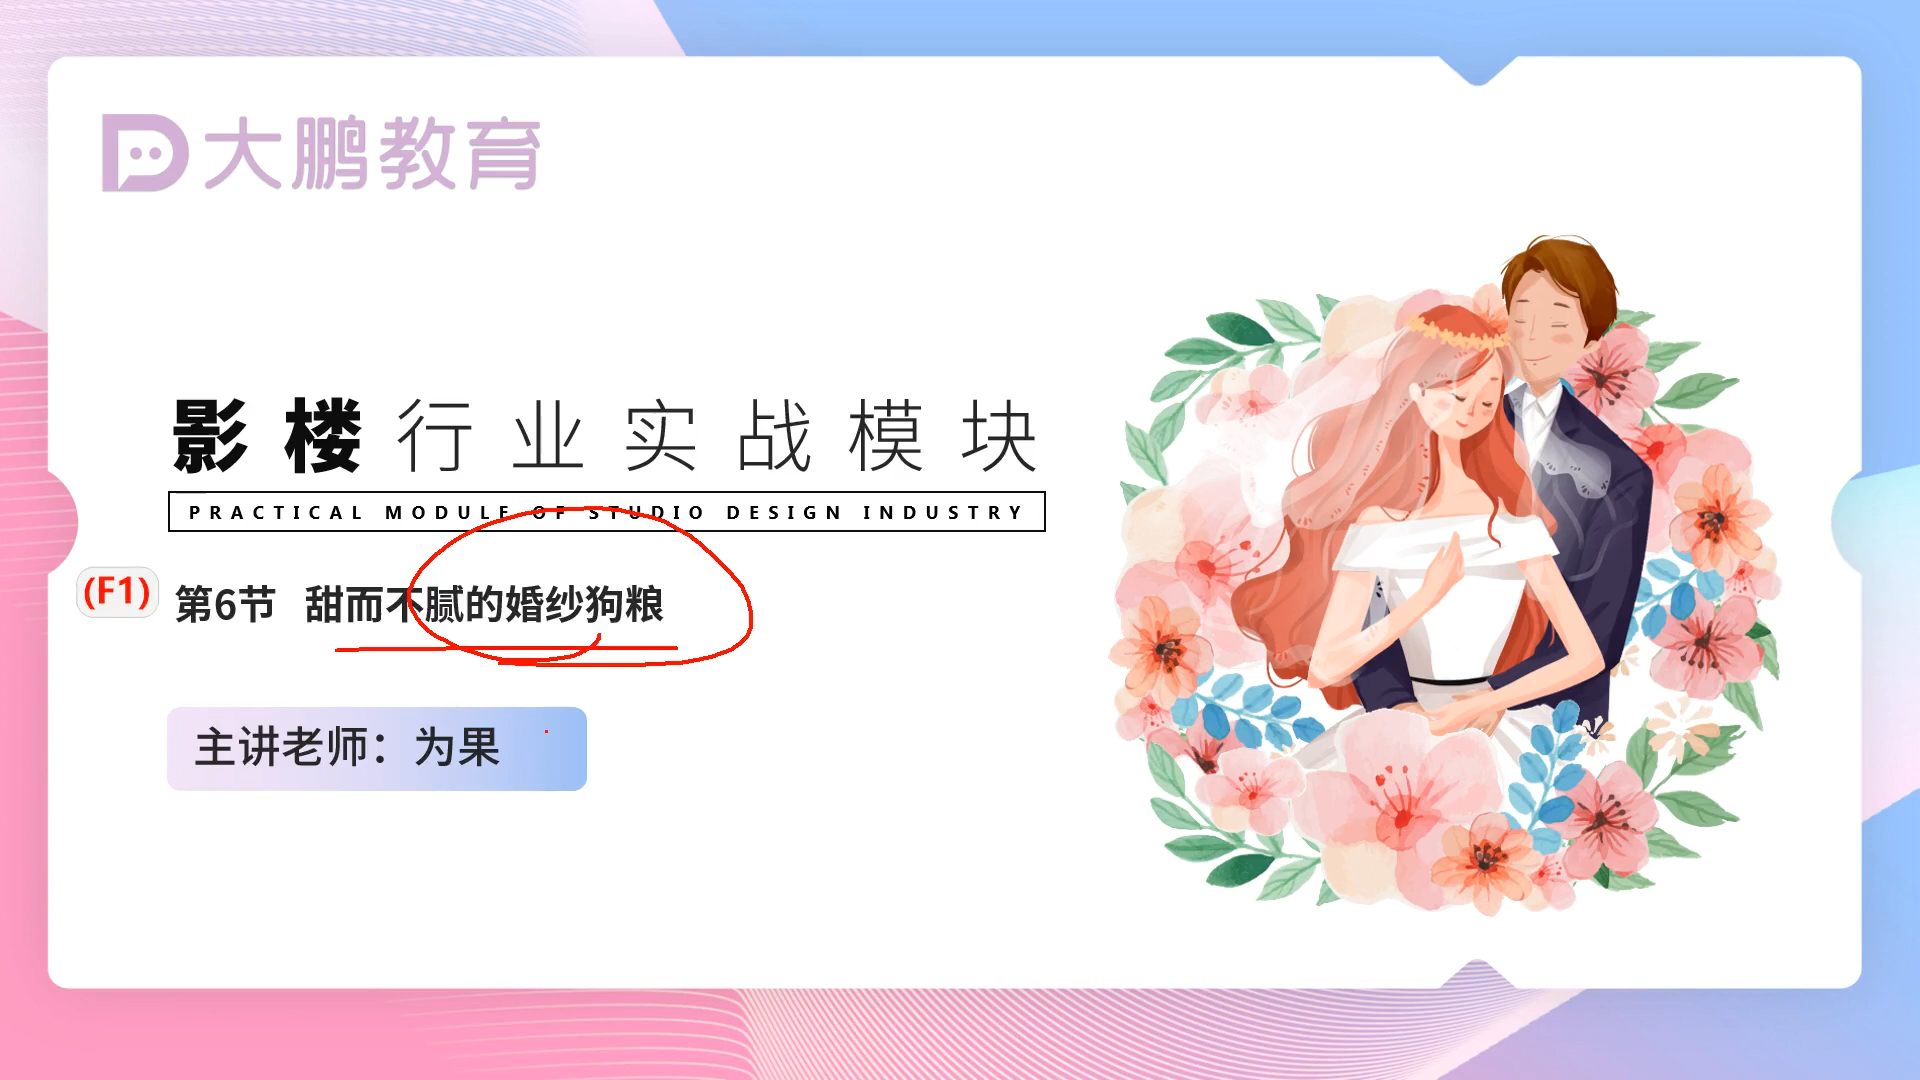 大鹏教育
影楼行业实战模块
PRACTICAL MODULE OF STUDIO DESIGN INDUSTRY
(F1) 第6节 甜而不腻的婚纱狗粮
主讲老师：为果